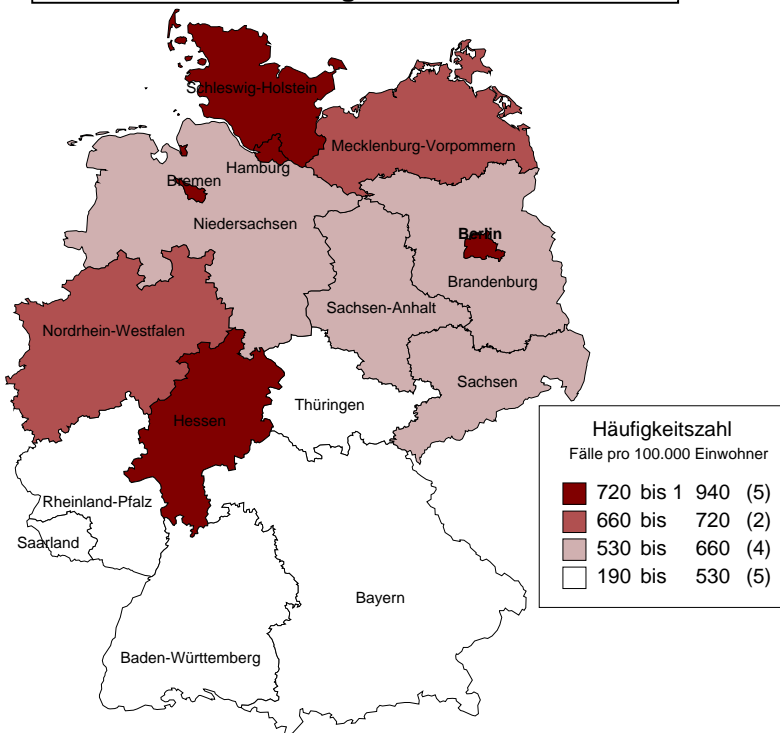 Schleswig-Holstein
Mecklenburg-Vorpommern
Hamburg
Bremen
Niedersachsen
Berlin
Brandenburg
Sachsen-Anhalt
Nordrhein-Westfalen
Sachsen
Thüringen
Hessen
Rheinland-Pfalz
Saarland
Bayern
Baden-Württemberg
Häufigkeitszahl
Fälle pro 100.000 Einwohner
720 bis 1 940 (5)
660 bis 720 (2)
530 bis 660 (4)
190 bis 530 (5)